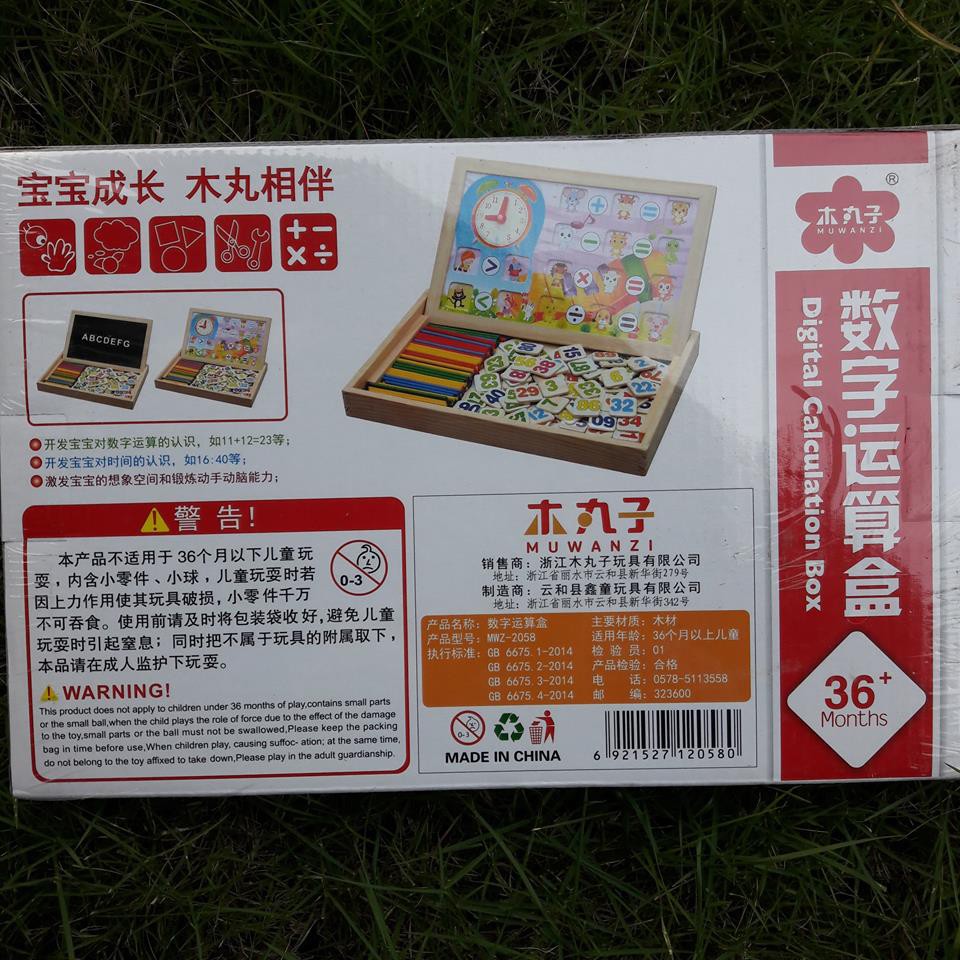 宝宝成长 木丸相伴
ABCDEFG
●开发宝宝对数字运算的认识，如11+12=23等；
●开发宝宝对时间的认识，如16:40等；
●激发宝宝的想象空间和锻炼动手动脑能力；
警告!
本产品不适用于36个月以下儿童玩
耍，内含小零件、小球，儿童玩耍时若
因上力作用使其玩具破损，小零件千万
不可吞食。使用前请及时将包装袋收好，避免儿童
玩耍时引起窒息；同时把不属于玩具的附属取下，
本品请在成人监护下玩耍。
0-3
WARNING!
This product does not apply to children under 36 months of play,contains small parts
or the small ball,when the child plays the role of force due to the effect of the damage
to the toy,small parts or the ball must not be swallowed,Please keep the packing
bag in time before use,When children play, causing suffoc- ation; at the same time,
do not belong to the toy affixed to take down,Please play in the adult guardianship.
木丸子
MUWANZI
销售商：浙江木丸子玩具有限公司
地址：浙江省丽水市云和县新华街279号
制造商：云和县鑫童玩具有限公司
地址：浙江省丽水市云和县新华街342号
产品名称：数字运算盒 主要材质：木材
产品型号：MWZ-2058 适用年龄：36个月以上儿童
执行标准：GB 6675.1-2014 检 验 员：01
GB 6675.2-2014 产品检验：合格
GB 6675.3-2014 电 话：0578-5113558
GB 6675.4-2014 邮 编：323600
0-3
MADE IN CHINA
6 921527 120580
木丸子®
MUWANZI
数字运算盒
Digital Calculation Box
36+
Months